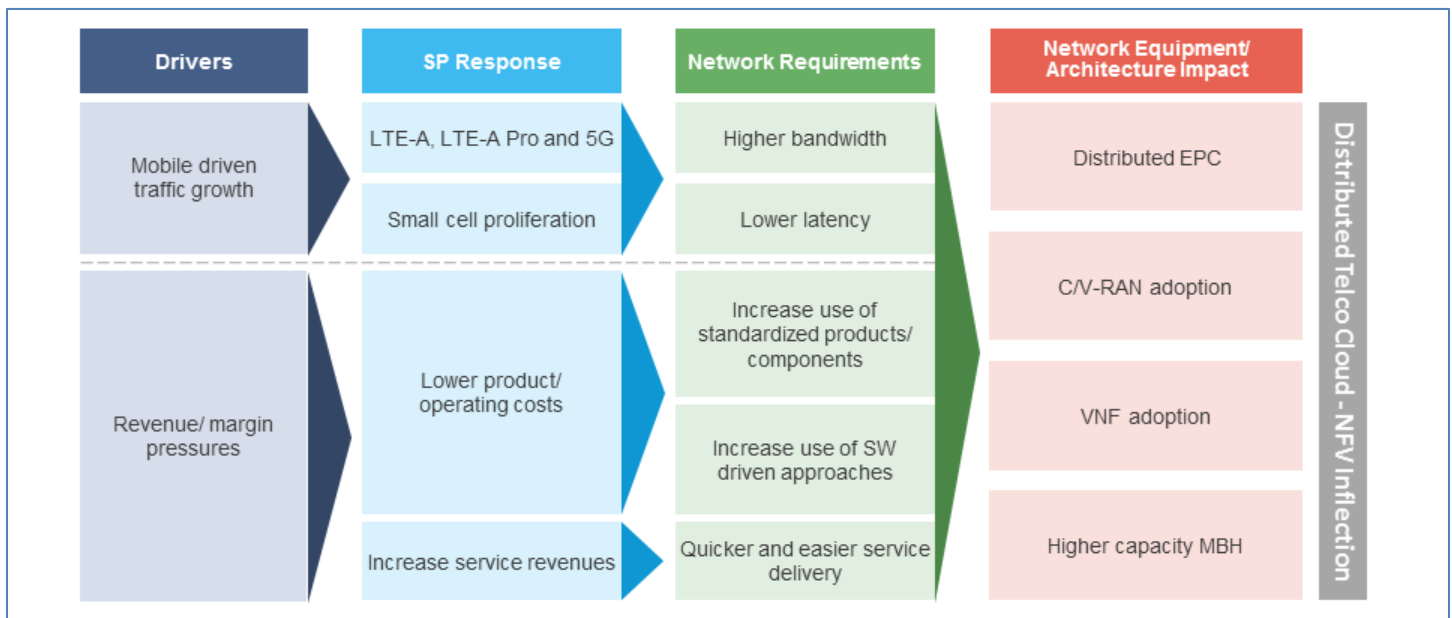 Drivers
SP Response
Network Requirements
Network Equipment/
Architecture Impact
Mobile driven
traffic growth
LTE-A, LTE-A Pro and 5G
Small cell proliferation
Higher bandwidth
Lower latency
Revenue/ margin
pressures
Lower product/
operating costs
Increase service revenues
Increase use of
standardized products/
components
Increase use of SW
driven approaches
Quicker and easier service
delivery
Distributed EPC
C/V-RAN adoption
VNF adoption
Higher capacity MBH
Distributed Telco Cloud - NFV Inflection